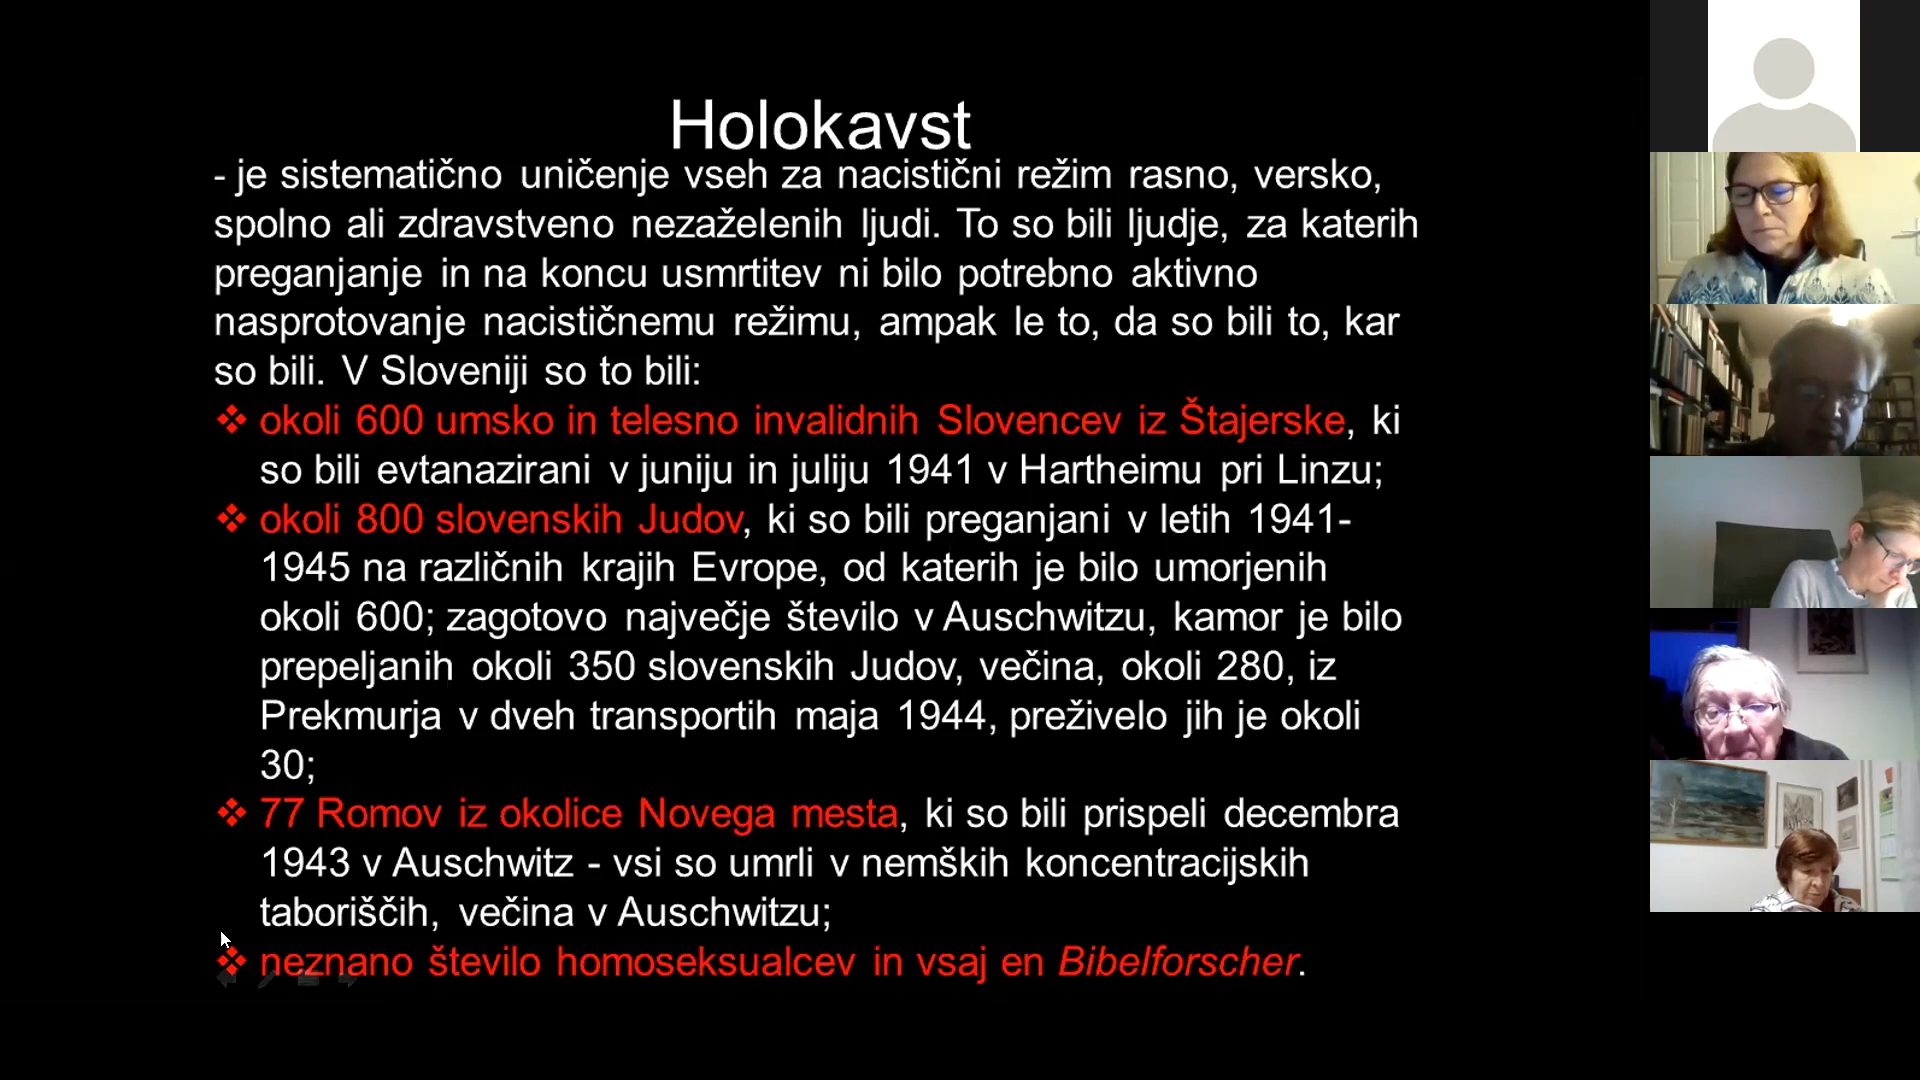 Holokavst
- je sistematično uničenje vseh za nacistični režim rasno, versko,
spolno ali zdravstveno nezaželenih ljudi. To so bili ljudje, za katerih
preganjanje in na koncu usmrtitev ni bilo potrebno aktivno
nasprotovanje nacističnemu režimu, ampak le to, da so bili to, kar
so bili. V Sloveniji so to bili:
❖ okoli 600 umsko in telesno invalidnih Slovencev iz Štajerske, ki
so bili evtanazirani v juniju in juliju 1941 v Hartheimu pri Linzu;
❖ okoli 800 slovenskih Judov, ki so bili preganjani v letih 1941-
1945 na različnih krajih Evrope, od katerih je bilo umorjenih
okoli 600; zagotovo največje število v Auschwitzu, kamor je bilo
prepeljanih okoli 350 slovenskih Judov, večina, okoli 280, iz
Prekmurja v dveh transportih maja 1944, preživelo jih je okoli
30;
❖ 77 Romov iz okolice Novega mesta, ki so bili prispeli decembra
1943 v Auschwitz - vsi so umrli v nemških koncentracijskih
taboriščih, večina v Auschwitzu;
❖ neznano število homoseksualcev in vsaj en Bibelforscher.